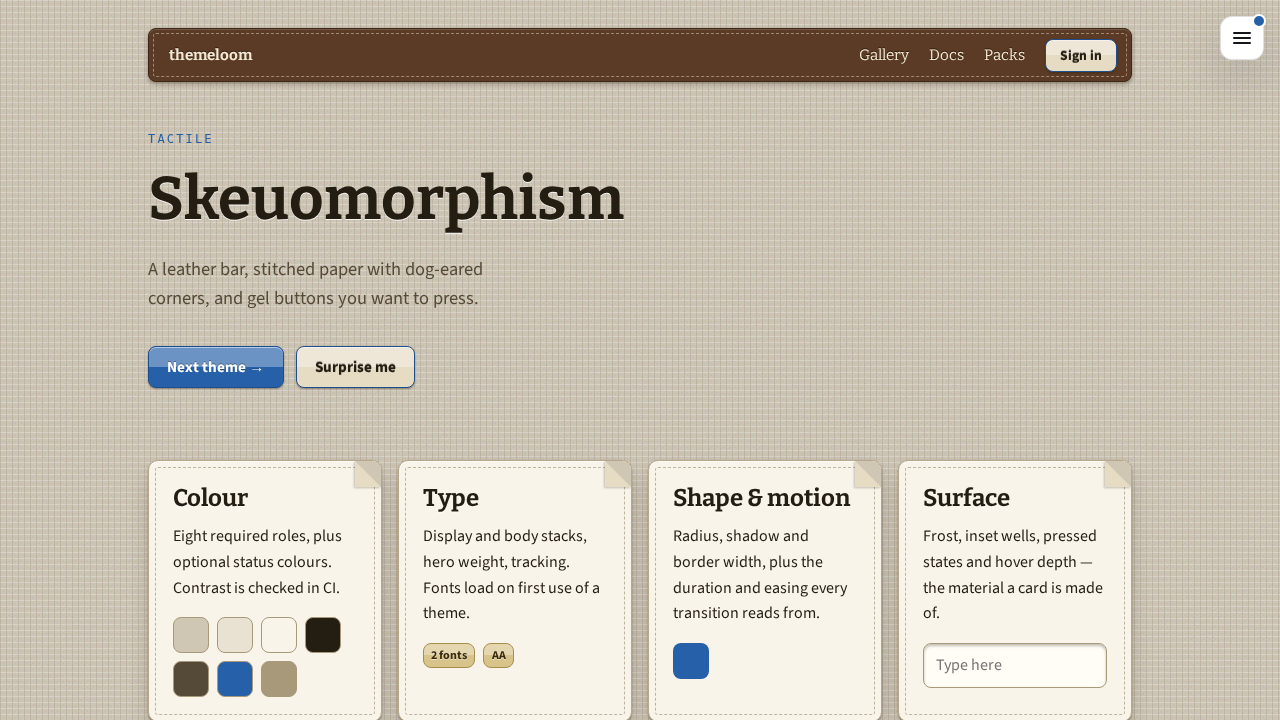 themeloom
Gallery Docs Packs Sign in
TACTILE
Skeuomorphism
A leather bar, stitched paper with dog-eared
corners, and gel buttons you want to press.
Next theme → Surprise me
Colour
Eight required roles, plus
optional status colours.
Contrast is checked in CI.
Type
Display and body stacks,
hero weight, tracking.
Fonts load on first use of a
theme.
2 fonts AA
Shape & motion
Radius, shadow and
border width, plus the
duration and easing every
transition reads from.
Surface
Frost, inset wells, pressed
states and hover depth —
the material a card is made
of.
Type here